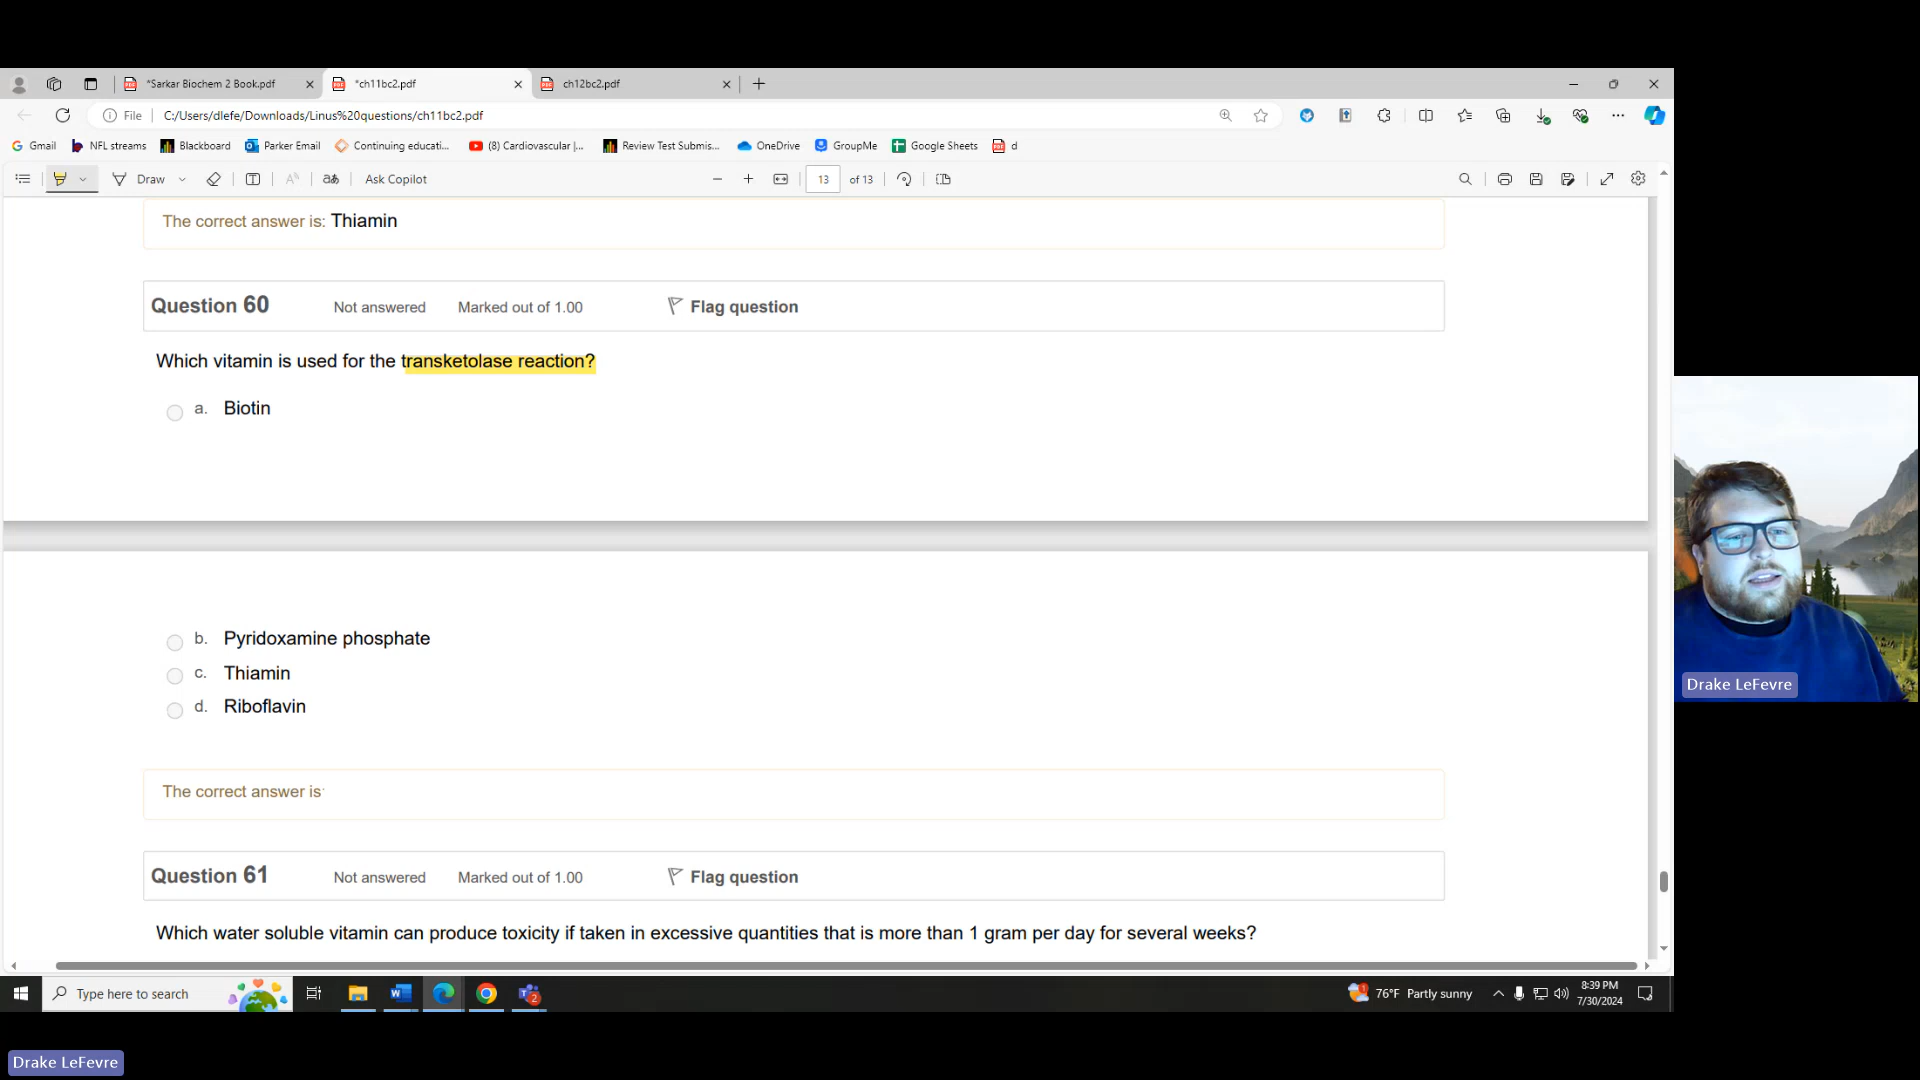 *Sarkar Biochem 2 Book.pdf
*ch11bc2.pdf
ch12bc2.pdf
File
C:/Users/dlefe/Downloads/Linus%20questions/ch11bc2.pdf
Gmail
NFL streams
Blackboard
Parker Email
Continuing educati...
(8) Cardiovascular |...
Review Test Submis...
OneDrive
GroupMe
Google Sheets
d
Draw
Ask Copilot
13
of 13
The correct answer is: Thiamin
Question 60
Not answered
Marked out of 1.00
Flag question
Which vitamin is used for the transketolase reaction?
a. Biotin
b. Pyridoxamine phosphate
c. Thiamin
d. Riboflavin
The correct answer is
Question 61
Not answered
Marked out of 1.00
Flag question
Which water soluble vitamin can produce toxicity if taken in excessive quantities that is more than 1 gram per day for several weeks?
Drake LeFevre
Type here to search
76°F Partly sunny
8:39 PM
7/30/2024
Drake LeFevre